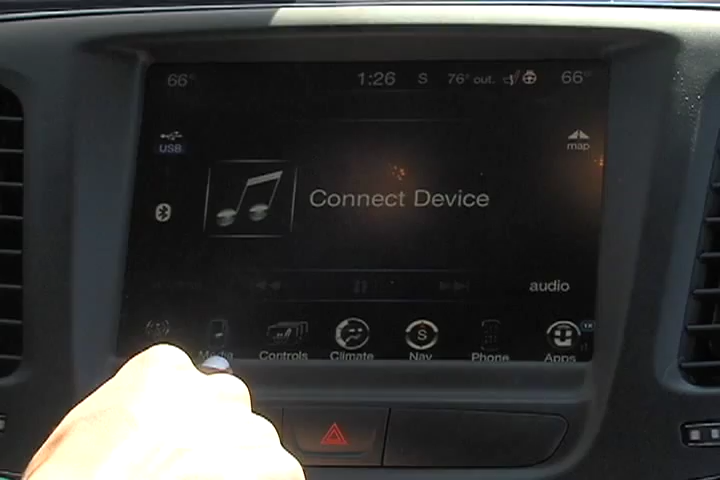 66° 1:26 S 76° out. 66°
USB
map
Connect Device
audio
Media Controls Climate Nav Phone Apps
S